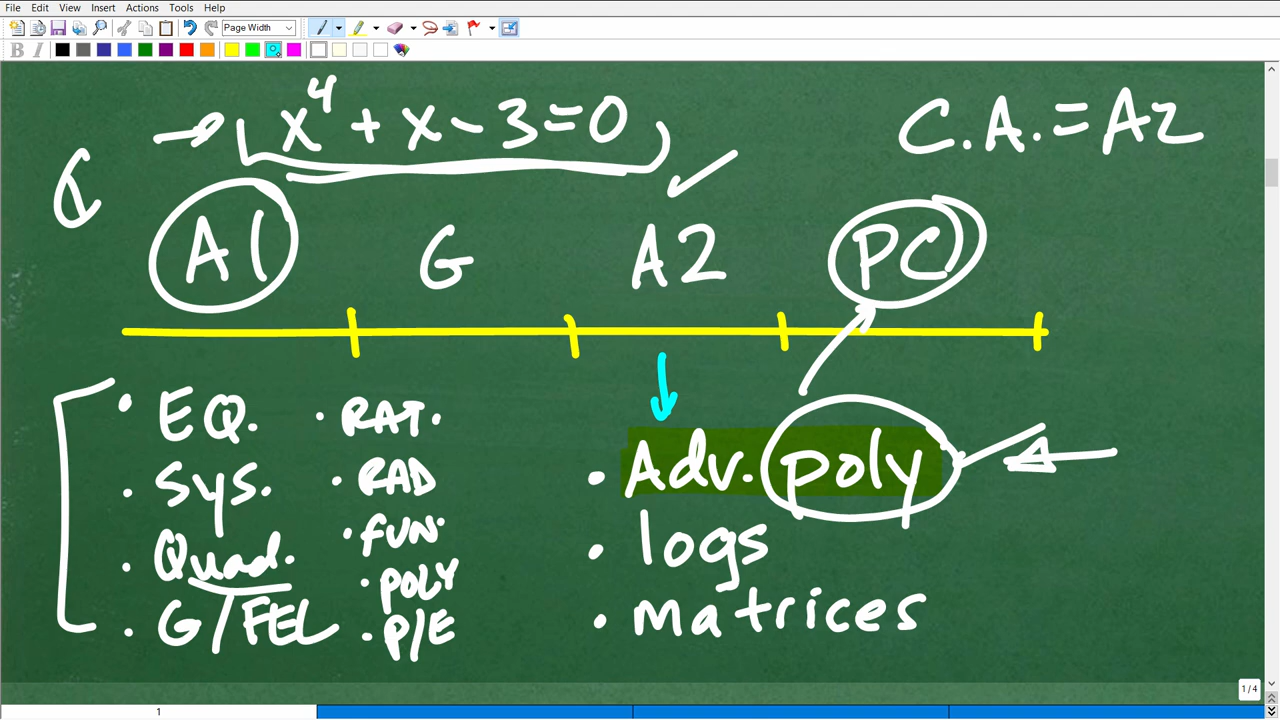 File Edit View Insert Actions Tools Help
Page Width
B I
x⁴ + x - 3 = 0
C.A. = A2
A1 G A2 PC
• EQ. • RAT.
• Sys. • RAD
• Quad. • FUN.
• G/FEL • POLY
• P/E
• Adv. poly
• logs
• matrices
1/4
1